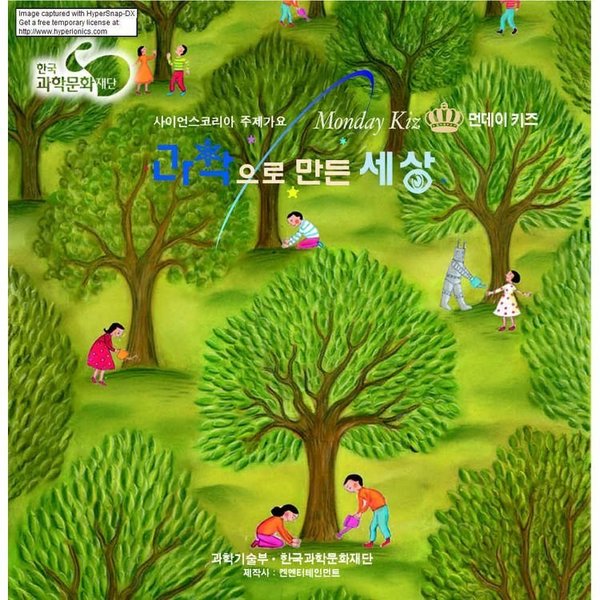 Image captured with HyperSnap-DX
Get a free temporary license at:
http://www.hyperionics.com
한국
과학문화재단
사이언스코리아 주제가요
Monday Kiz 먼데이 키즈
과학으로 만든 세상
과학기술부 · 한국과학문화재단
제작사 : 캔엔터테인먼트